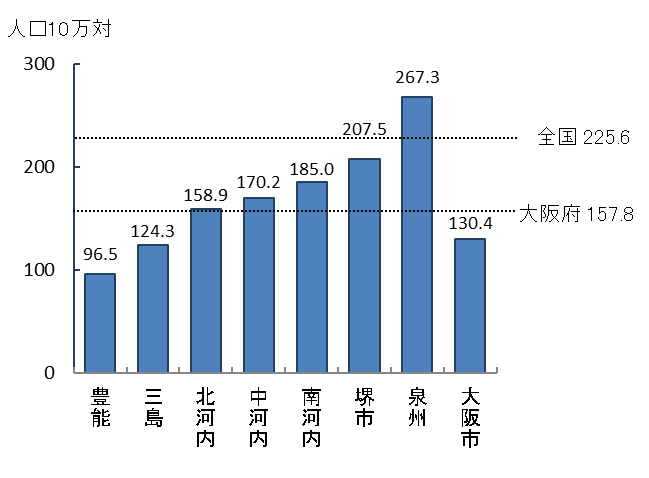 人口10万対
300
267.3
207.5
全国 225.6
200
185.0
170.2
158.9
大阪府 157.8
124.3
130.4
96.5
100
0
豊能
三島
北河内
中河内
南河内
堺市
泉州
大阪市